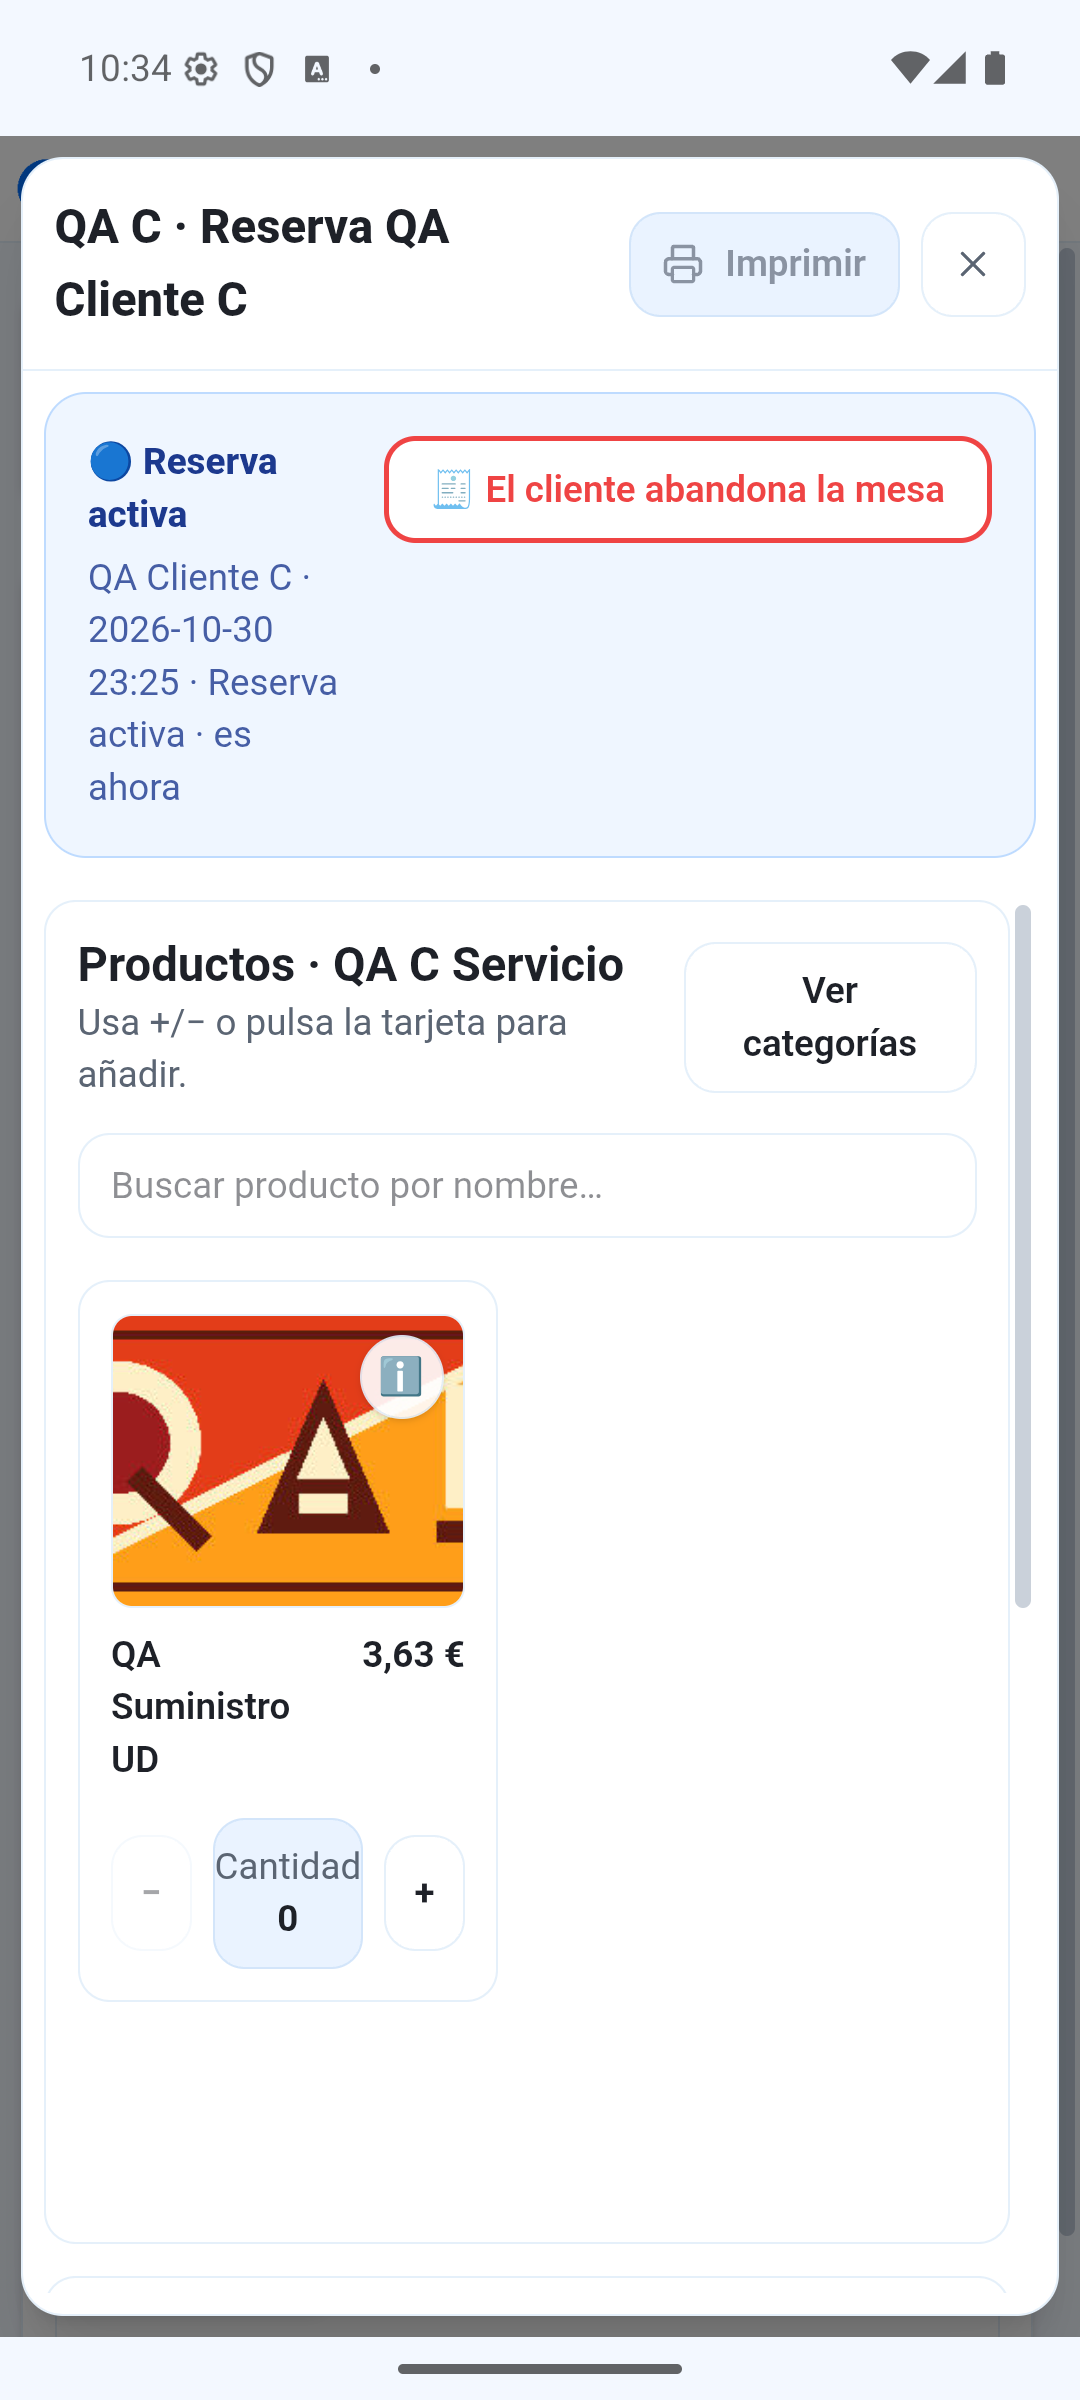 10:34
QA C · Reserva QA
Cliente C
Imprimir
🔵 Reserva
activa
🧾 El cliente abandona la mesa
QA Cliente C ·
2026-10-30
23:25 · Reserva
activa · es
ahora
Productos · QA C Servicio
Usa +/− o pulsa la tarjeta para
añadir.
Ver
categorías
Buscar producto por nombre...
ℹ️
A
QA
Suministro
UD
3,63 €
−
Cantidad
0
+